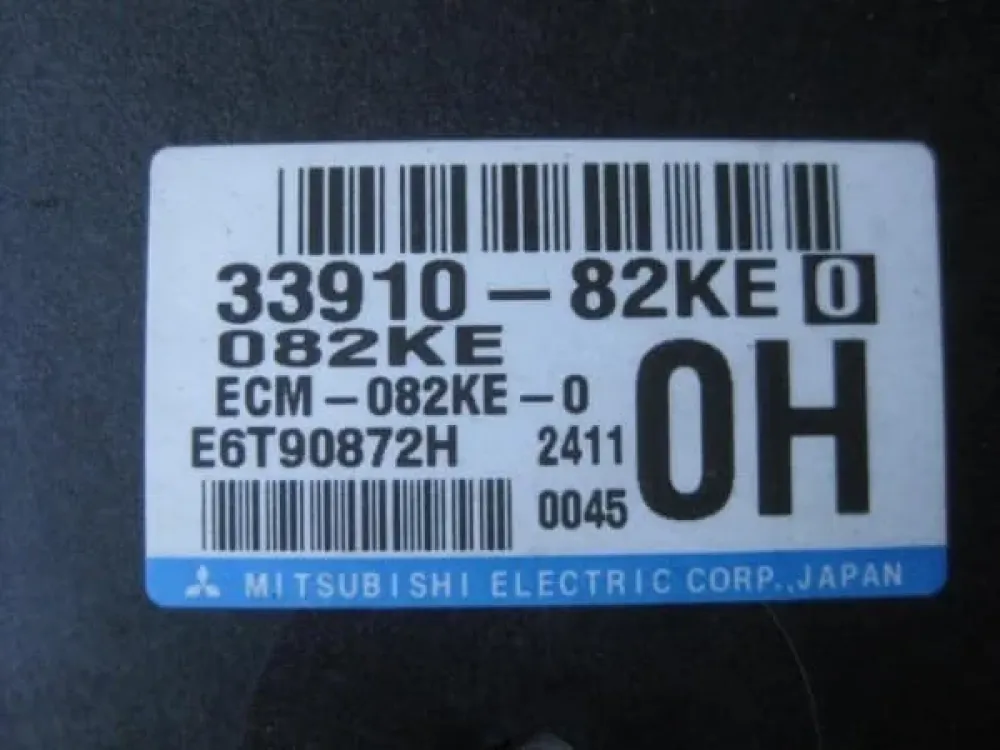 33910-82KE 0
082KE
ECM-082KE-0
E6T90872H 2411
0045
0H
MITSUBISHI ELECTRIC CORP., JAPAN